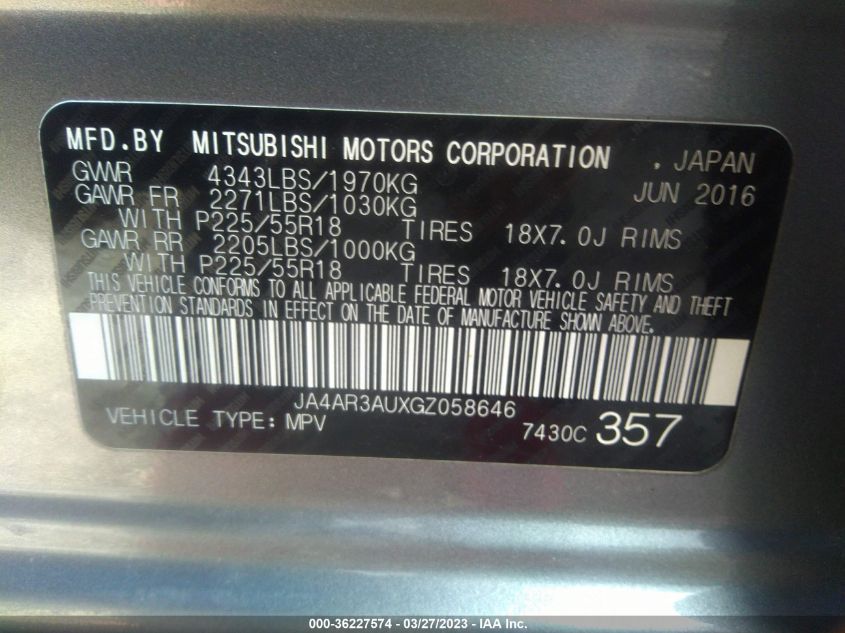 MFD.BY MITSUBISHI MOTORS CORPORATION . JAPAN
GVWR 4343LBS/1970KG JUN 2016
GAWR FR 2271LBS/1030KG
WITH P225/55R18 TIRES 18X7.0J RIMS
GAWR RR 2205LBS/1000KG
WITH P225/55R18 TIRES 18X7.0J RIMS
THIS VEHICLE CONFORMS TO ALL APPLICABLE FEDERAL MOTOR VEHICLE SAFETY AND THEFT
PREVENTION STANDARDS IN EFFECT ON THE DATE OF MANUFACTURE SHOWN ABOVE.
JA4AR3AUXGZ058646
VEHICLE TYPE: MPV 7430C 357
000-36227574 | 03/27/2023 | © IAA Inc.